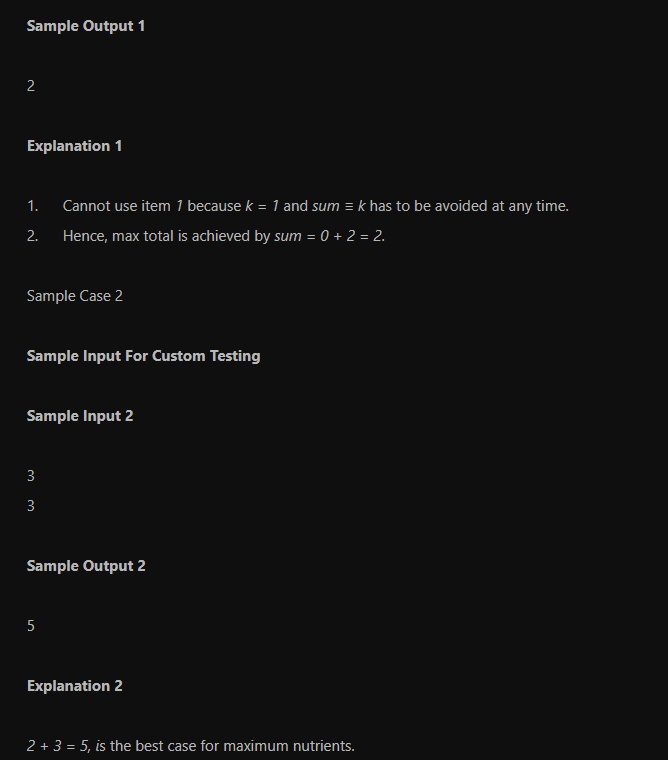 Sample Output 1
2
Explanation 1
1. Cannot use item 1 because k = 1 and sum ≡ k has to be avoided at any time.
2. Hence, max total is achieved by sum = 0 + 2 = 2.
Sample Case 2
Sample Input For Custom Testing
Sample Input 2
3
3
Sample Output 2
5
Explanation 2
2 + 3 = 5, is the best case for maximum nutrients.